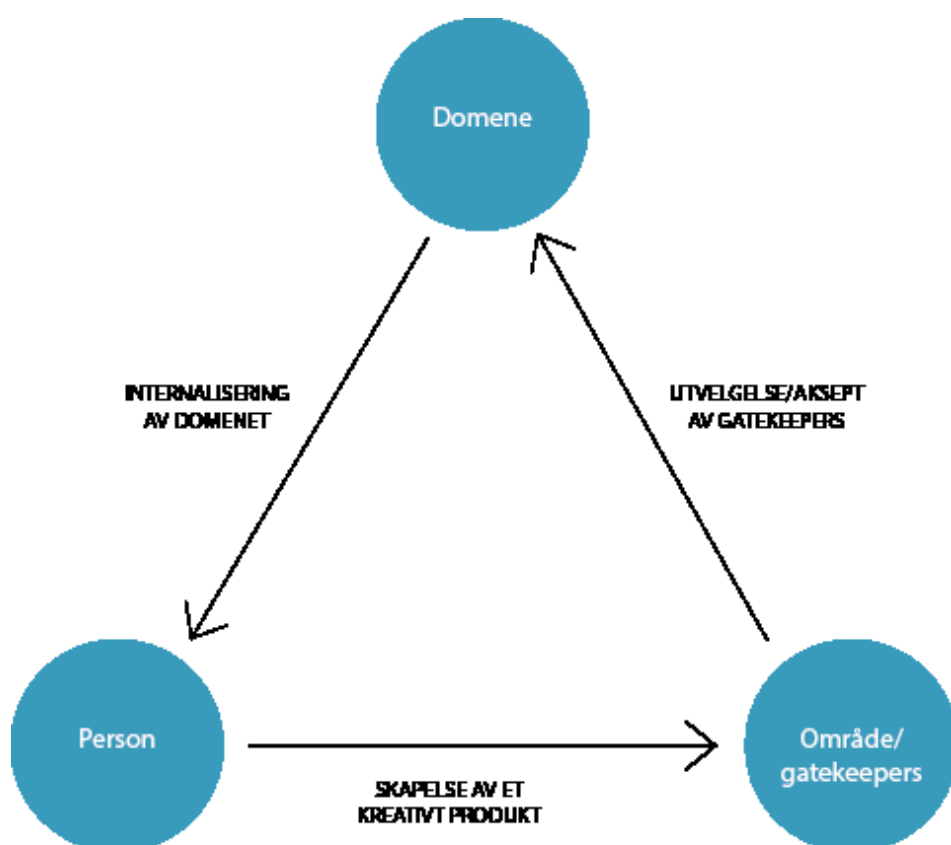 Domene
INTERNALISERING
AV DOMENET
UTVELGELSE/AKSEPT
AV GATEKEEPERS
Person
Område/
gatekeepers
SKAPELSE AV ET
KREATIVT PRODUKT